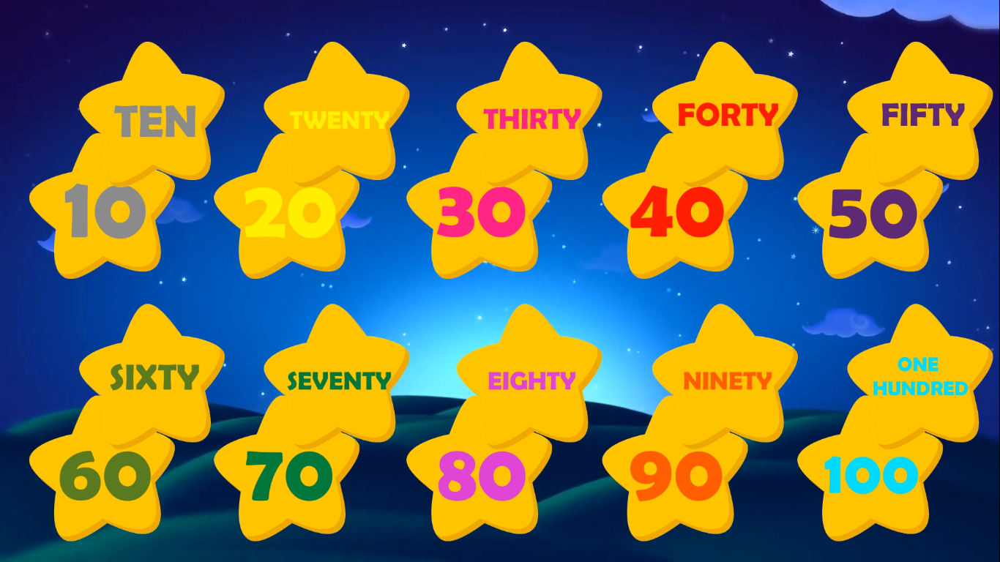 TEN
TWENTY
THIRTY
FORTY
FIFTY
10
20
30
40
50
SIXTY
SEVENTY
EIGHTY
NINETY
ONE
HUNDRED
60
70
80
90
100